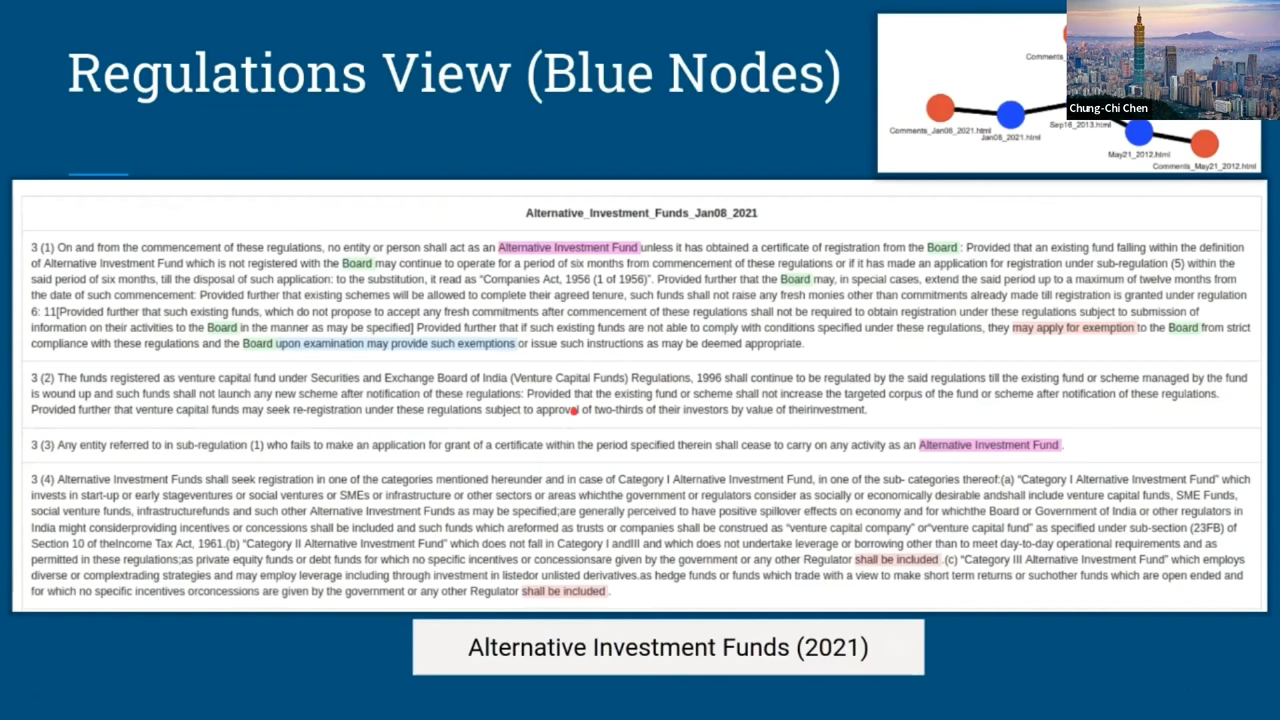 Regulations View (Blue Nodes)
Comments_
Chung-Chi Chen
Comments_Jan08_2021.html
Jan08_2021.html
Sep16_2013.html
May21_2012.html
Comments_May21_2012.html
Alternative_Investment_Funds_Jan08_2021
3 (1) On and from the commencement of these regulations, no entity or person shall act as an Alternative Investment Fund unless it has obtained a certificate of registration from the Board : Provided that an existing fund falling within the definition
of Alternative Investment Fund which is not registered with the Board may continue to operate for a period of six months from commencement of these regulations or if it has made an application for registration under sub-regulation (5) within the
said period of six months, till the disposal of such application: to the substitution, it read as “Companies Act, 1956 (1 of 1956)”. Provided further that the Board may, in special cases, extend the said period up to a maximum of twelve months from
the date of such commencement: Provided further that existing schemes will be allowed to complete their agreed tenure, such funds shall not raise any fresh monies other than commitments already made till registration is granted under regulation
6: 11[Provided further that such existing funds, which do not propose to accept any fresh commitments after commencement of these regulations shall not be required to obtain registration under these regulations subject to submission of
information on their activities to the Board in the manner as may be specified] Provided further that if such existing funds are not able to comply with conditions specified under these regulations, they may apply for exemption to the Board from strict
compliance with these regulations and the Board upon examination may provide such exemptions or issue such instructions as may be deemed appropriate.
3 (2) The funds registered as venture capital fund under Securities and Exchange Board of India (Venture Capital Funds) Regulations, 1996 shall continue to be regulated by the said regulations till the existing fund or scheme managed by the fund
is wound up and such funds shall not launch any new scheme after notification of these regulations: Provided that the existing fund or scheme shall not increase the targeted corpus of the fund or scheme after notification of these regulations.
Provided further that venture capital funds may seek re-registration under these regulations subject to approval of two-thirds of their investors by value of theirinvestment.
3 (3) Any entity referred to in sub-regulation (1) who fails to make an application for grant of a certificate within the period specified therein shall cease to carry on any activity as an Alternative Investment Fund .
3 (4) Alternative Investment Funds shall seek registration in one of the categories mentioned hereunder and in case of Category I Alternative Investment Fund, in one of the sub- categories thereof:(a) “Category I Alternative Investment Fund” which
invests in start-up or early stageventures or social ventures or SMEs or infrastructure or other sectors or areas whichthe government or regulators consider as socially or economically desirable andshall include venture capital funds, SME Funds,
social venture funds, infrastructurefunds and such other Alternative Investment Funds as may be specified;are generally perceived to have positive spillover effects on economy and for whichthe Board or Government of India or other regulators in
India might considerproviding incentives or concessions shall be included and such funds which areformed as trusts or companies shall be construed as “venture capital company” or“venture capital fund” as specified under sub-section (23FB) of
Section 10 of theIncome Tax Act, 1961.(b) “Category II Alternative Investment Fund” which does not fall in Category I andIII and which does not undertake leverage or borrowing other than to meet day-to-day operational requirements and as
permitted in these regulations;as private equity funds or debt funds for which no specific incentives or concessionsare given by the government or any other Regulator shall be included .(c) “Category III Alternative Investment Fund” which employs
diverse or complextrading strategies and may employ leverage including through investment in listedor unlisted derivatives.as hedge funds or funds which trade with a view to make short term returns or suchother funds which are open ended and
for which no specific incentives orconcessions are given by the government or any other Regulator shall be included .
Alternative Investment Funds (2021)